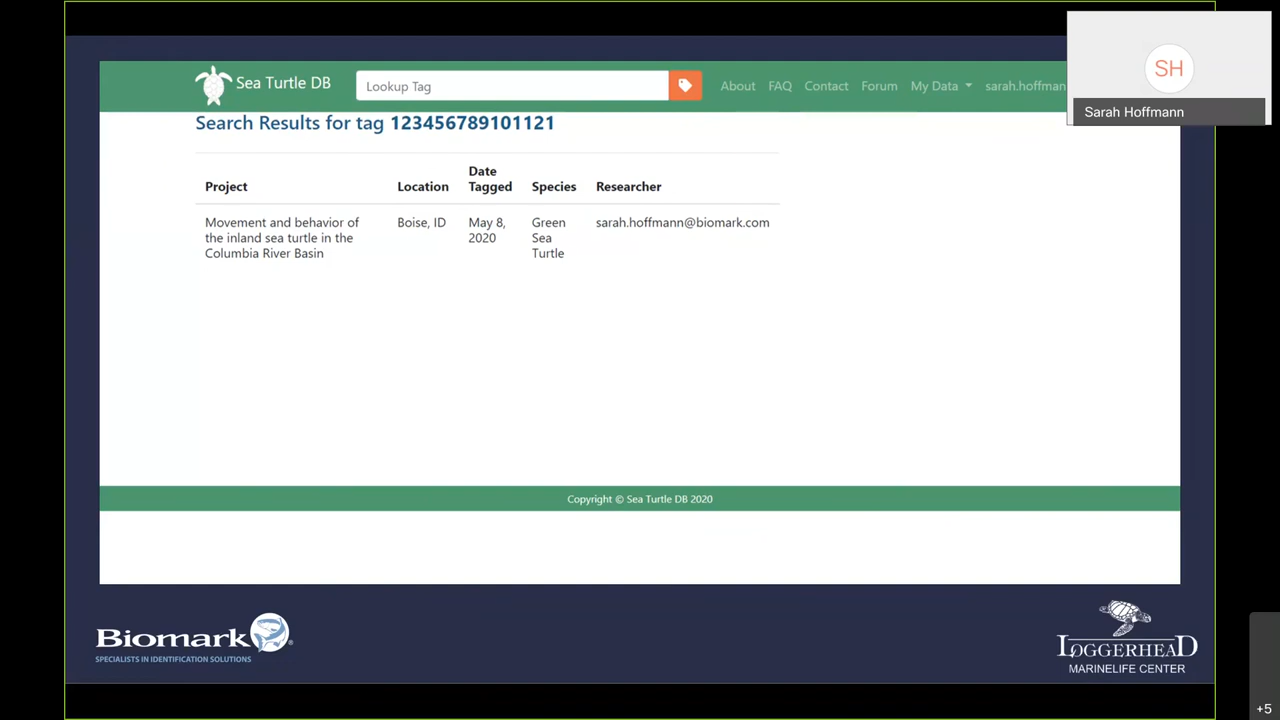 Sea Turtle DB
Lookup Tag
About FAQ Contact Forum My Data sarah.hoffman
SH
Sarah Hoffmann
Search Results for tag 123456789101121
Project Location Date Tagged Species Researcher
Movement and behavior of Boise, ID May 8, Green sarah.hoffmann@biomark.com
the inland sea turtle in the 2020 Sea
Columbia River Basin Turtle
Copyright © Sea Turtle DB 2020
Biomark
SPECIALISTS IN IDENTIFICATION SOLUTIONS
LOGGERHEAD
MARINELIFE CENTER
+5